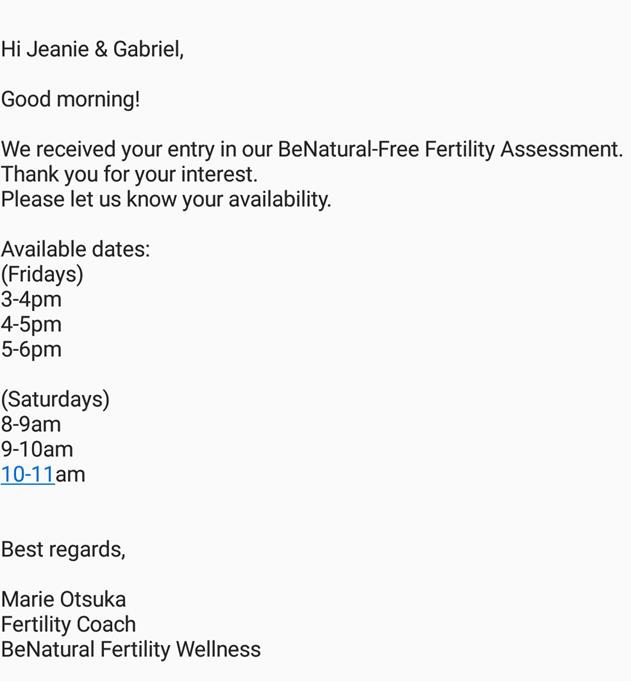 Hi Jeanie & Gabriel,
Good morning!
We received your entry in our BeNatural-Free Fertility Assessment.
Thank you for your interest.
Please let us know your availability.
Available dates:
(Fridays)
3-4pm
4-5pm
5-6pm
(Saturdays)
8-9am
9-10am
10-11am
Best regards,
Marie Otsuka
Fertility Coach
BeNatural Fertility Wellness